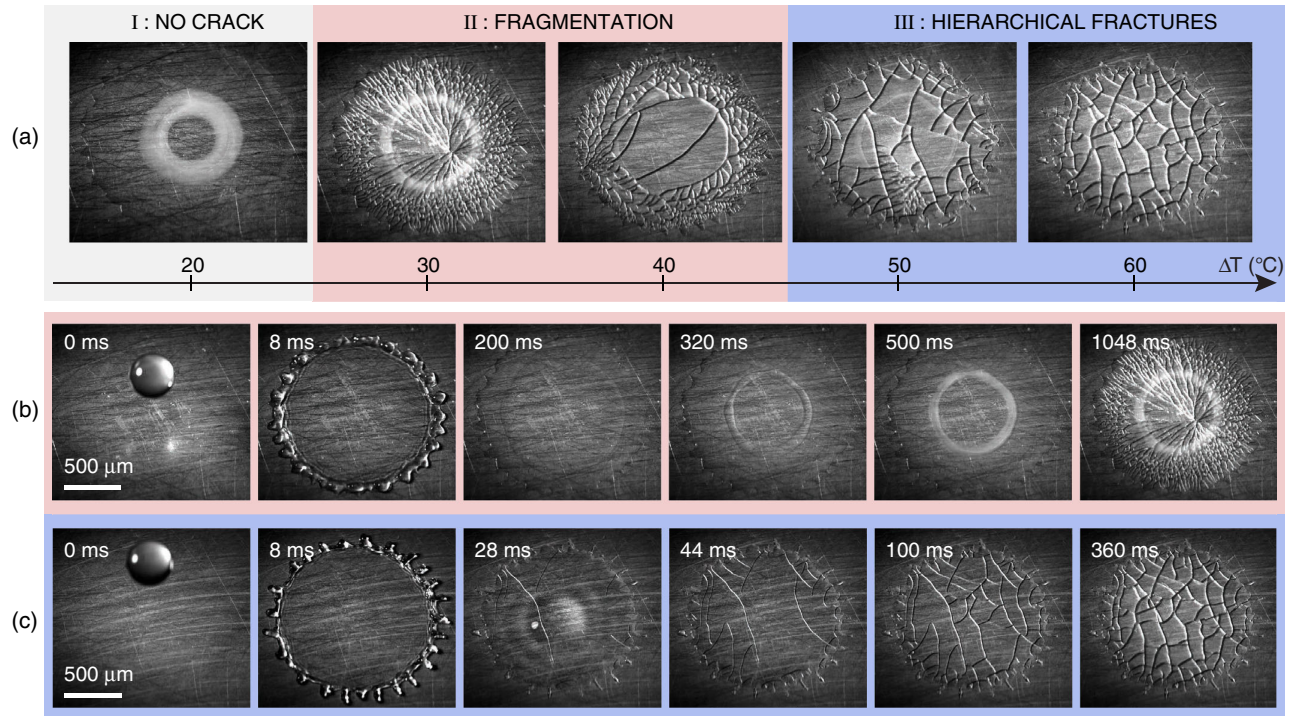 I : NO CRACK
II : FRAGMENTATION
III : HIERARCHICAL FRACTURES
(a)
20
30
40
50
60
ΔT (°C)
(b)
0 ms
8 ms
200 ms
320 ms
500 ms
1048 ms
500 μm
(c)
0 ms
8 ms
28 ms
44 ms
100 ms
360 ms
500 μm